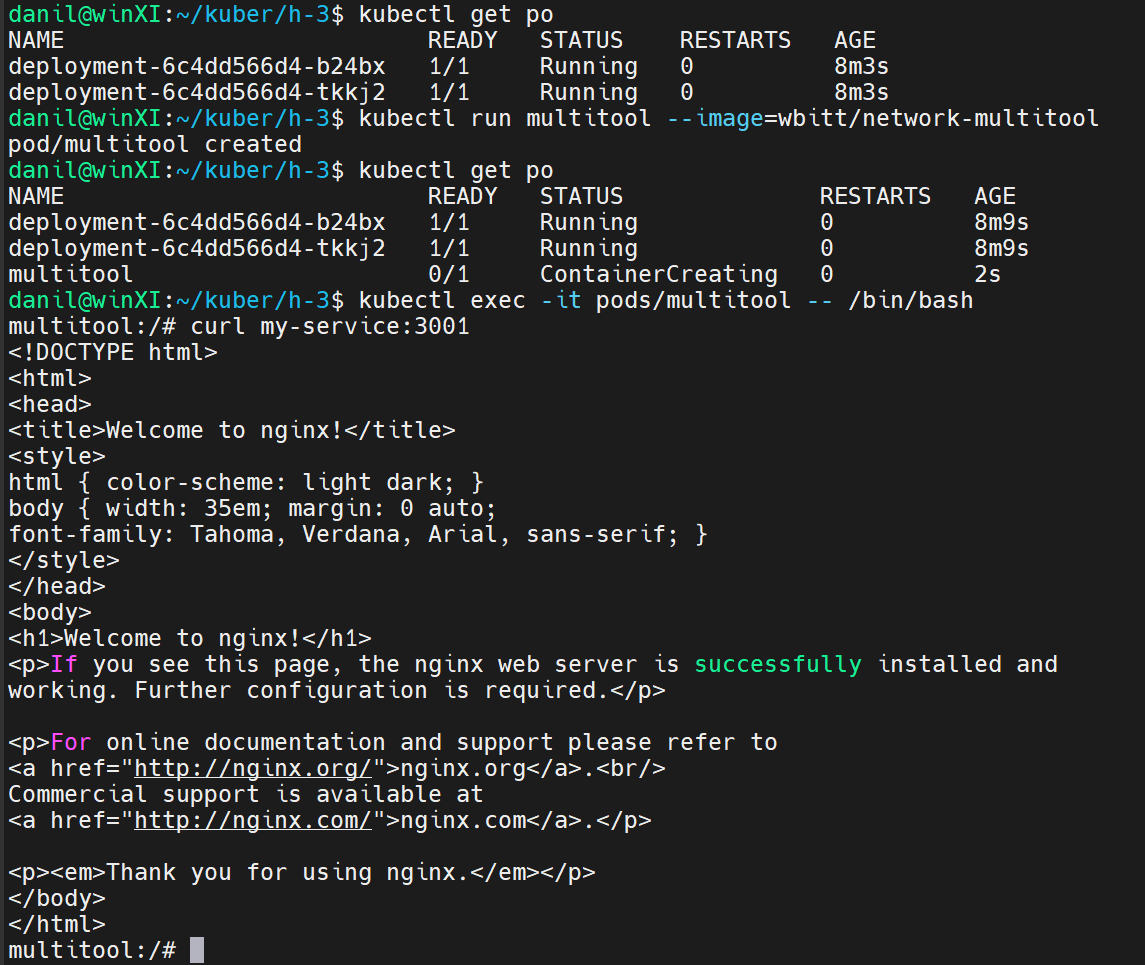 danil@winXI:~/kuber/h-3$ kubectl get po
NAME                          READY   STATUS    RESTARTS   AGE
deployment-6c4dd566d4-b24bx   1/1     Running   0          8m3s
deployment-6c4dd566d4-tkkj2   1/1     Running   0          8m3s
danil@winXI:~/kuber/h-3$ kubectl run multitool --image=wbitt/network-multitool
pod/multitool created
danil@winXI:~/kuber/h-3$ kubectl get po
NAME                          READY   STATUS              RESTARTS   AGE
deployment-6c4dd566d4-b24bx   1/1     Running             0          8m9s
deployment-6c4dd566d4-tkkj2   1/1     Running             0          8m9s
multitool                     0/1     ContainerCreating   0          2s
danil@winXI:~/kuber/h-3$ kubectl exec -it pods/multitool -- /bin/bash
multitool:/# curl my-service:3001
<!DOCTYPE html>
<html>
<head>
<title>Welcome to nginx!</title>
<style>
html { color-scheme: light dark; }
body { width: 35em; margin: 0 auto;
font-family: Tahoma, Verdana, Arial, sans-serif; }
</style>
</head>
<body>
<h1>Welcome to nginx!</h1>
<p>If you see this page, the nginx web server is successfully installed and
working. Further configuration is required.</p>

<p>For online documentation and support please refer to
<a href="http://nginx.org/">nginx.org</a>.<br/>
Commercial support is available at
<a href="http://nginx.com/">nginx.com</a>.</p>

<p><em>Thank you for using nginx.</em></p>
</body>
</html>
multitool:/#